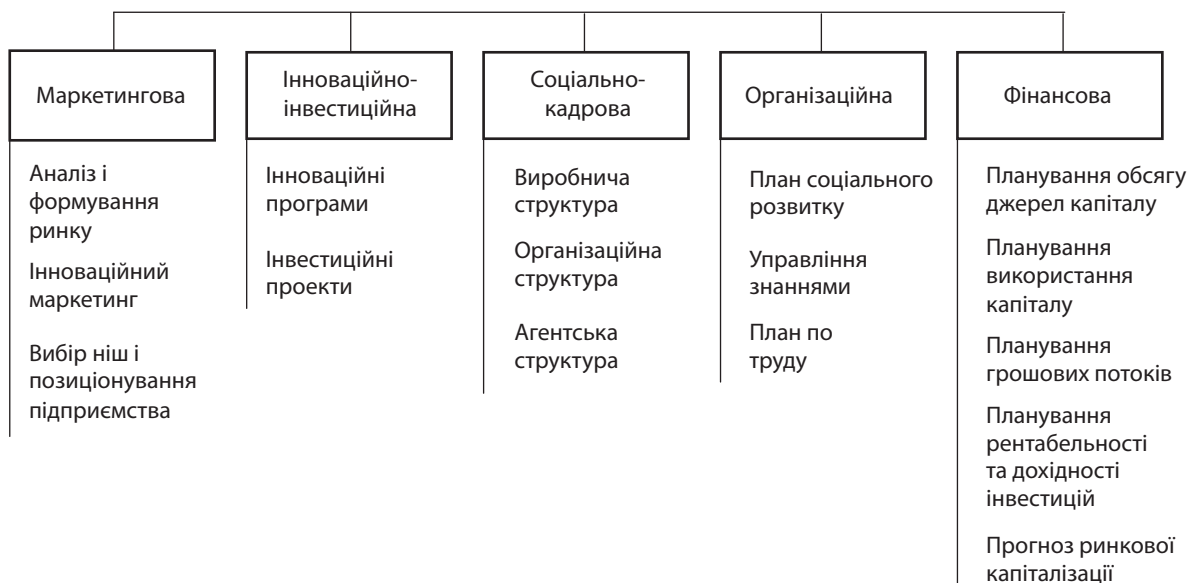 Маркетингова
Аналіз і
формування
ринку
Інноваційний
маркетинг
Вибір ніш і
позиціонування
підприємства
Інноваційно-
інвестиційна
Інноваційні
програми
Інвестиційні
проекти
Соціально-
кадрова
Виробнича
структура
Організаційна
структура
Агентська
структура
Організаційна
План соціального
розвитку
Управління
знаннями
План по
труду
Фінансова
Планування обсягу
джерел капіталу
Планування
використання
капіталу
Планування
грошових потоків
Планування
рентабельності
та дохідності
інвестицій
Прогноз ринкової
капіталізації